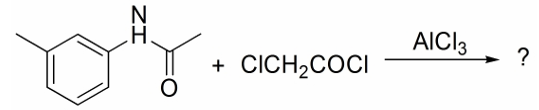 N
H
AlCl3
O
+ ClCH2COCl
?